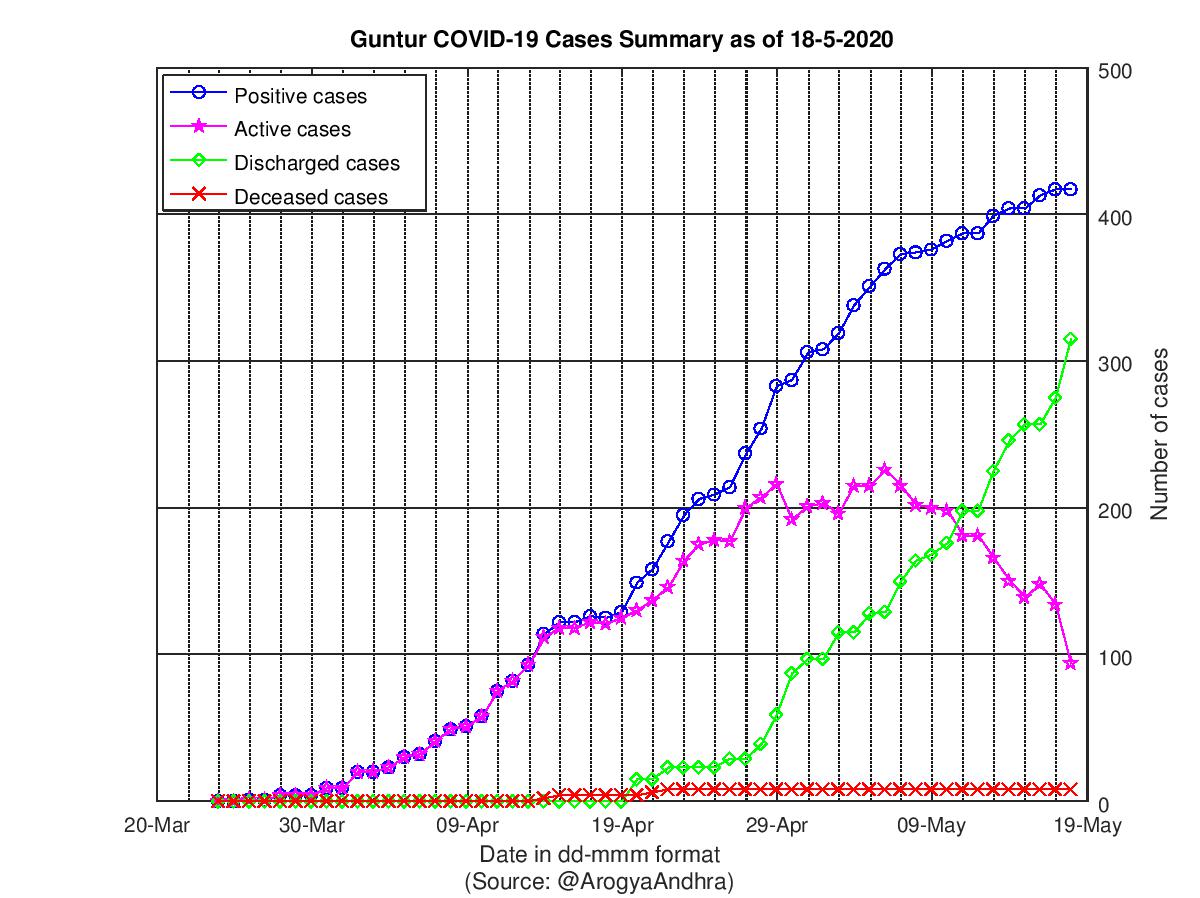 Guntur COVID-19 Cases Summary as of 18-5-2020
Positive cases
Active cases
Discharged cases
Deceased cases
500
400
300
200
100
0
Number of cases
20-Mar 30-Mar 09-Apr 19-Apr 29-Apr 09-May 19-May
Date in dd-mmm format
(Source: @ArogyaAndhra)